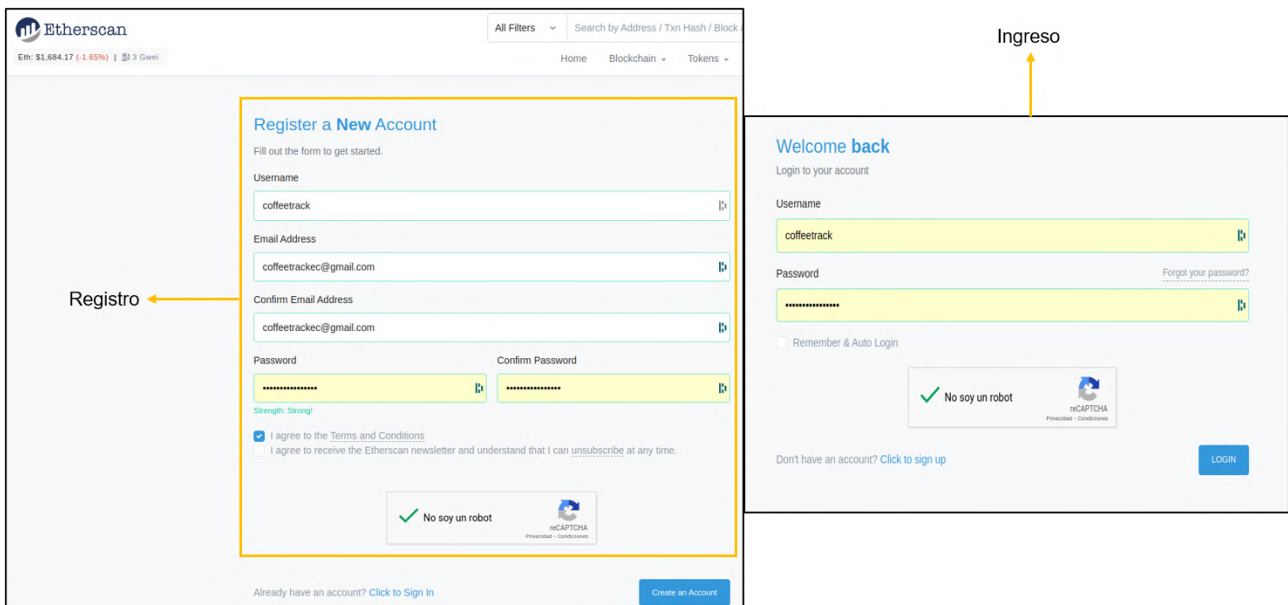 Etherscan
All Filters Search by Address / Txn Hash / Block /
Eth: $1,684.17 (-1.65%) | 3 Gwei
Home Blockchain Tokens
Register a New Account
Fill out the form to get started.
Username
coffeetrack
Email Address
coffeetrackec@gmail.com
Confirm Email Address
coffeetrackec@gmail.com
Password Confirm Password
•••••••••••••••• ••••••••••••••••
Strength: Strong!
I agree to the Terms and Conditions
I agree to receive the Etherscan newsletter and understand that I can unsubscribe at any time.
No soy un robot
reCAPTCHA
Privacidad - Condiciones
Already have an account? Click to Sign In
Create an Account
Registro
Ingreso
Welcome back
Login to your account
Username
coffeetrack
Password Forgot your password?
••••••••••••••••
Remember & Auto Login
No soy un robot
reCAPTCHA
Privacidad - Condiciones
Don't have an account? Click to sign up
LOGIN